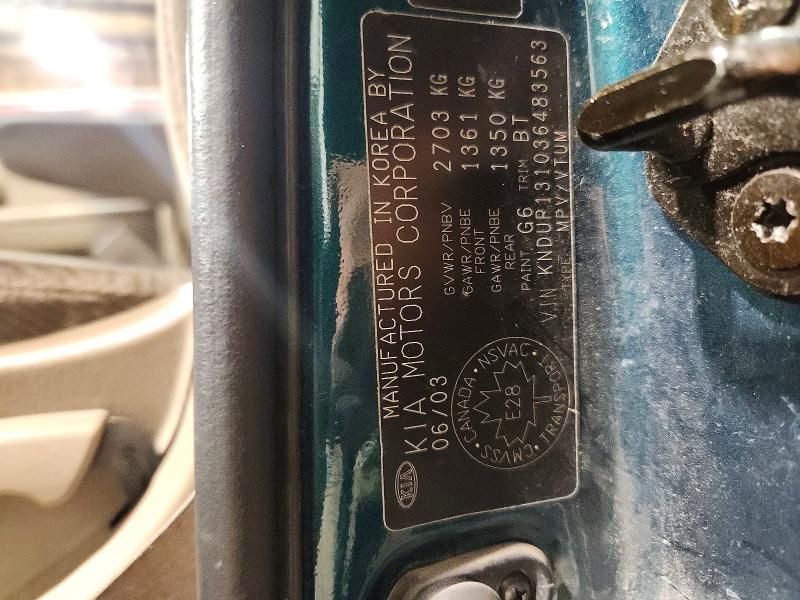 MANUFACTURED IN KOREA BY
KIA KIA MOTORS CORPORATION
06/03
GVWR/PNBV 2703 KG
GAWR/PNBE FRONT 1361 KG
GAWR/PNBE REAR 1350 KG
PAINT G6 TRIM BT
VIN KNDUP131036483563
TYPE MPV/VTUM
CANADA · NSVAC · TRANSPORT · CMVSS ·
E28